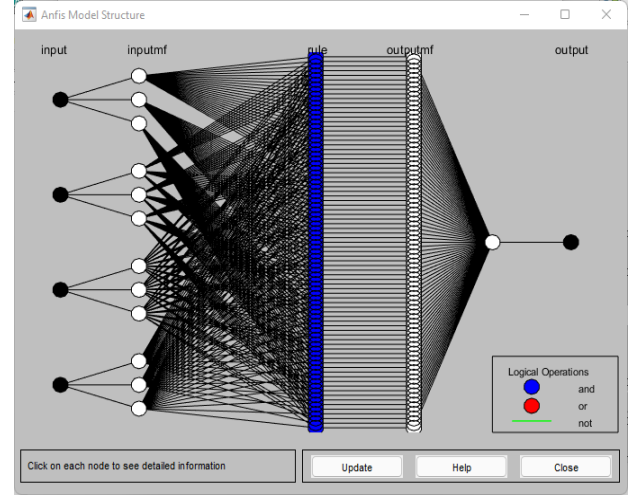 Anfis Model Structure
input inputmf rule outputmf output
Logical Operations
and
or
not
Click on each node to see detailed information
Update Help Close